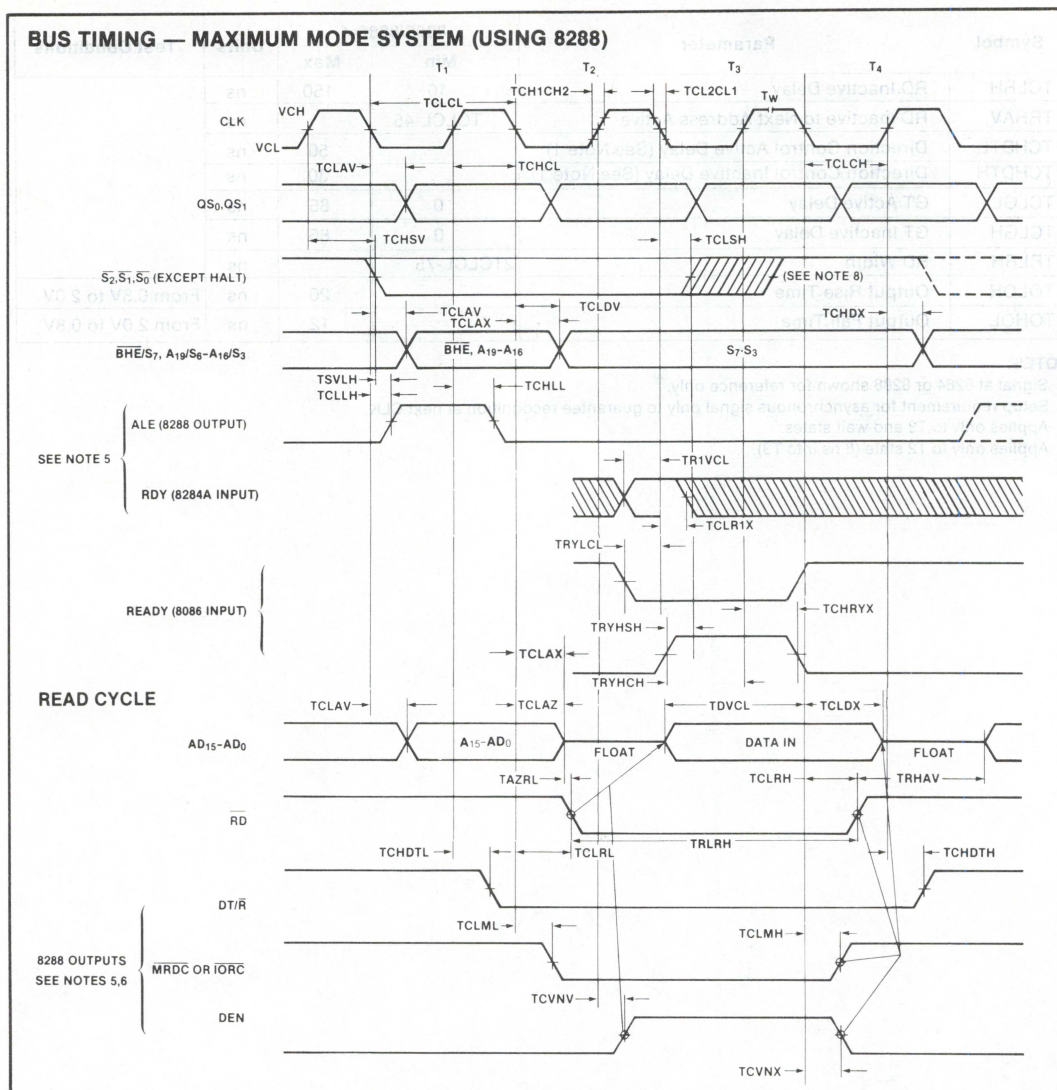 BUS TIMING — MAXIMUM MODE SYSTEM (USING 8288)
T1 T2 T3 T4
TCLCL TCH1CH2 TCL2CL1 TW
VCH
CLK
VCL
TCLAV TCHCL TCLCH
QS0,QS1
TCHSV TCLSH
S2,S1,S0 (EXCEPT HALT) (SEE NOTE 8)
TCLAV TCLDV
TCLAX TCHDX
BHE/S7, A19/S6-A16/S3 BHE, A19-A16 S7-S3
TSVLH
TCLLH TCHLL
ALE (8288 OUTPUT)
SEE NOTE 5
TR1VCL
RDY (8284A INPUT)
TCLR1X
TRYLCL
READY (8086 INPUT)
TCHRYX
TRYHSH
TCLAX
TRYHCH
READ CYCLE
TCLAV TCLAZ TDVCL TCLDX
AD15-AD0 A15-AD0 FLOAT DATA IN FLOAT
TAZRL TCLRH TRHAV
RD
TRLRH
TCHDTL TCLRL TCHDTH
DT/R
TCLML TCLMH
8288 OUTPUTS
SEE NOTES 5,6
MRDC OR IORC
TCVNV
DEN
TCVNX